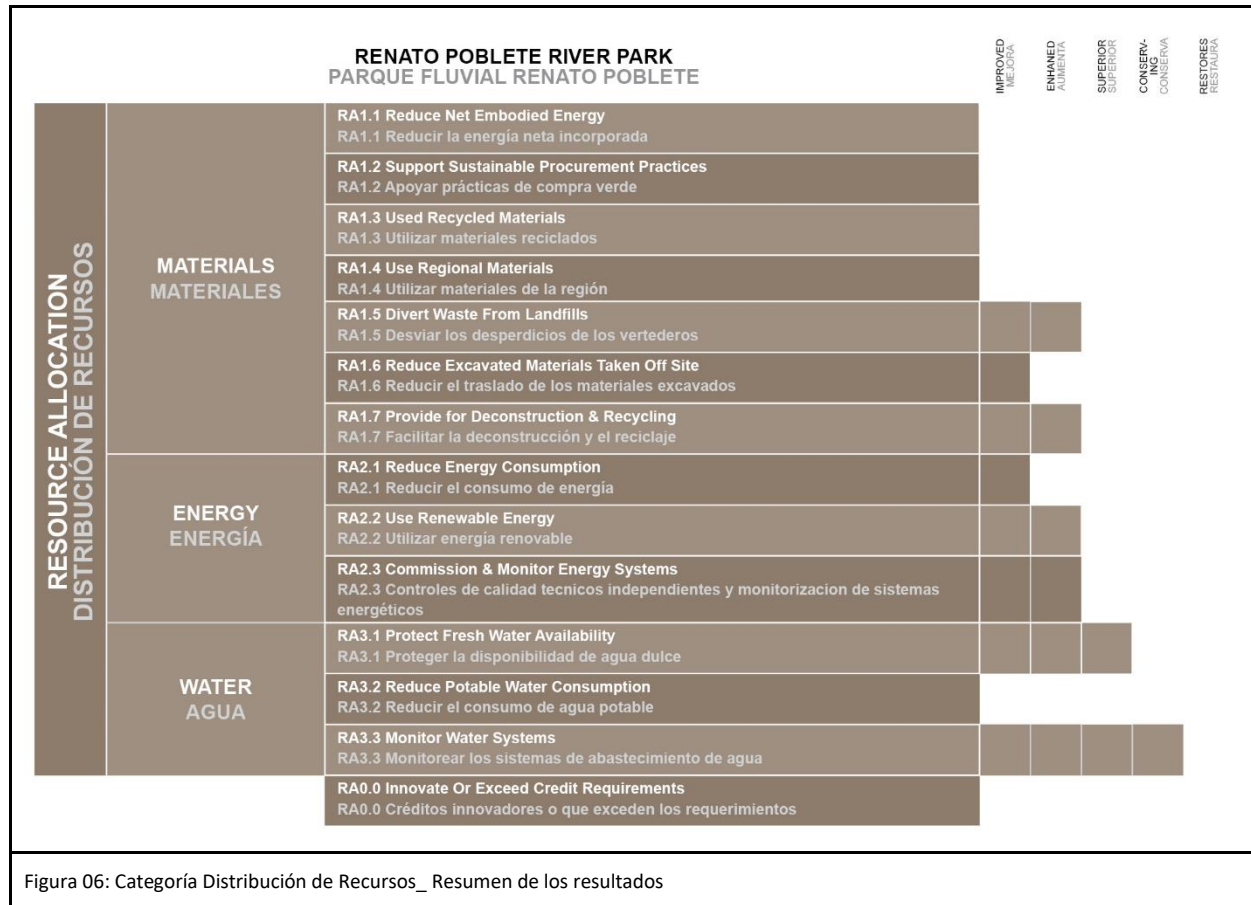 RENATO POBLETE RIVER PARK
PARQUE FLUVIAL RENATO POBLETE
IMPROVED
MEJORA
ENHANED
AUMENTA
SUPERIOR
SUPERIOR
CONSERV-
ING
CONSERVA
RESTORES
RESTAURA
RESOURCE ALLOCATION
DISTRIBUCIÓN DE RECURSOS
MATERIALS
MATERIALES
RA1.1 Reduce Net Embodied Energy
RA1.1 Reducir la energía neta incorporada
RA1.2 Support Sustainable Procurement Practices
RA1.2 Apoyar prácticas de compra verde
RA1.3 Used Recycled Materials
RA1.3 Utilizar materiales reciclados
RA1.4 Use Regional Materials
RA1.4 Utilizar materiales de la región
RA1.5 Divert Waste From Landfills
RA1.5 Desviar los desperdicios de los vertederos
RA1.6 Reduce Excavated Materials Taken Off Site
RA1.6 Reducir el traslado de los materiales excavados
RA1.7 Provide for Deconstruction & Recycling
RA1.7 Facilitar la deconstrucción y el reciclaje
ENERGY
ENERGÍA
RA2.1 Reduce Energy Consumption
RA2.1 Reducir el consumo de energía
RA2.2 Use Renewable Energy
RA2.2 Utilizar energía renovable
RA2.3 Commission & Monitor Energy Systems
RA2.3 Controles de calidad tecnicos independientes y monitorizacion de sistemas
energéticos
WATER
AGUA
RA3.1 Protect Fresh Water Availability
RA3.1 Proteger la disponibilidad de agua dulce
RA3.2 Reduce Potable Water Consumption
RA3.2 Reducir el consumo de agua potable
RA3.3 Monitor Water Systems
RA3.3 Monitorear los sistemas de abastecimiento de agua
RA0.0 Innovate Or Exceed Credit Requirements
RA0.0 Créditos innovadores o que exceden los requerimientos
Figura 06: Categoría Distribución de Recursos_ Resumen de los resultados